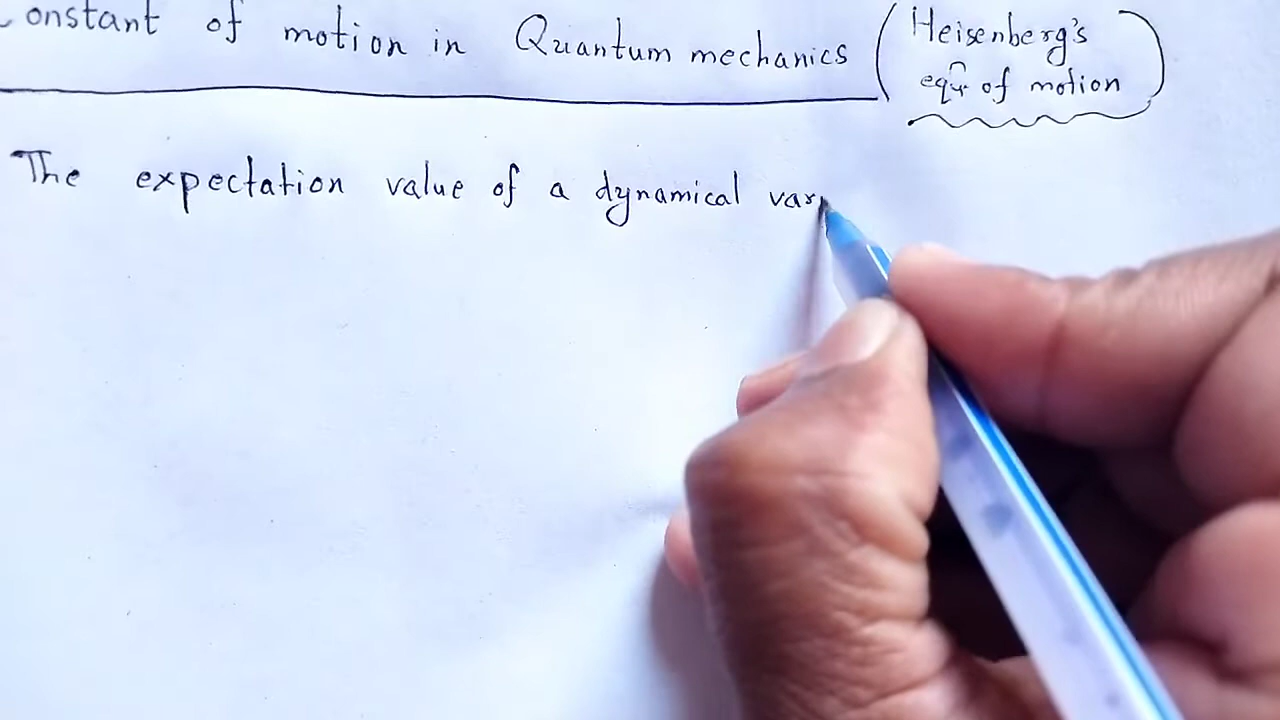 onstant of motion in Quantum mechanics (Heisenberg's
eqn of motion)
The expectation value of a dynamical var